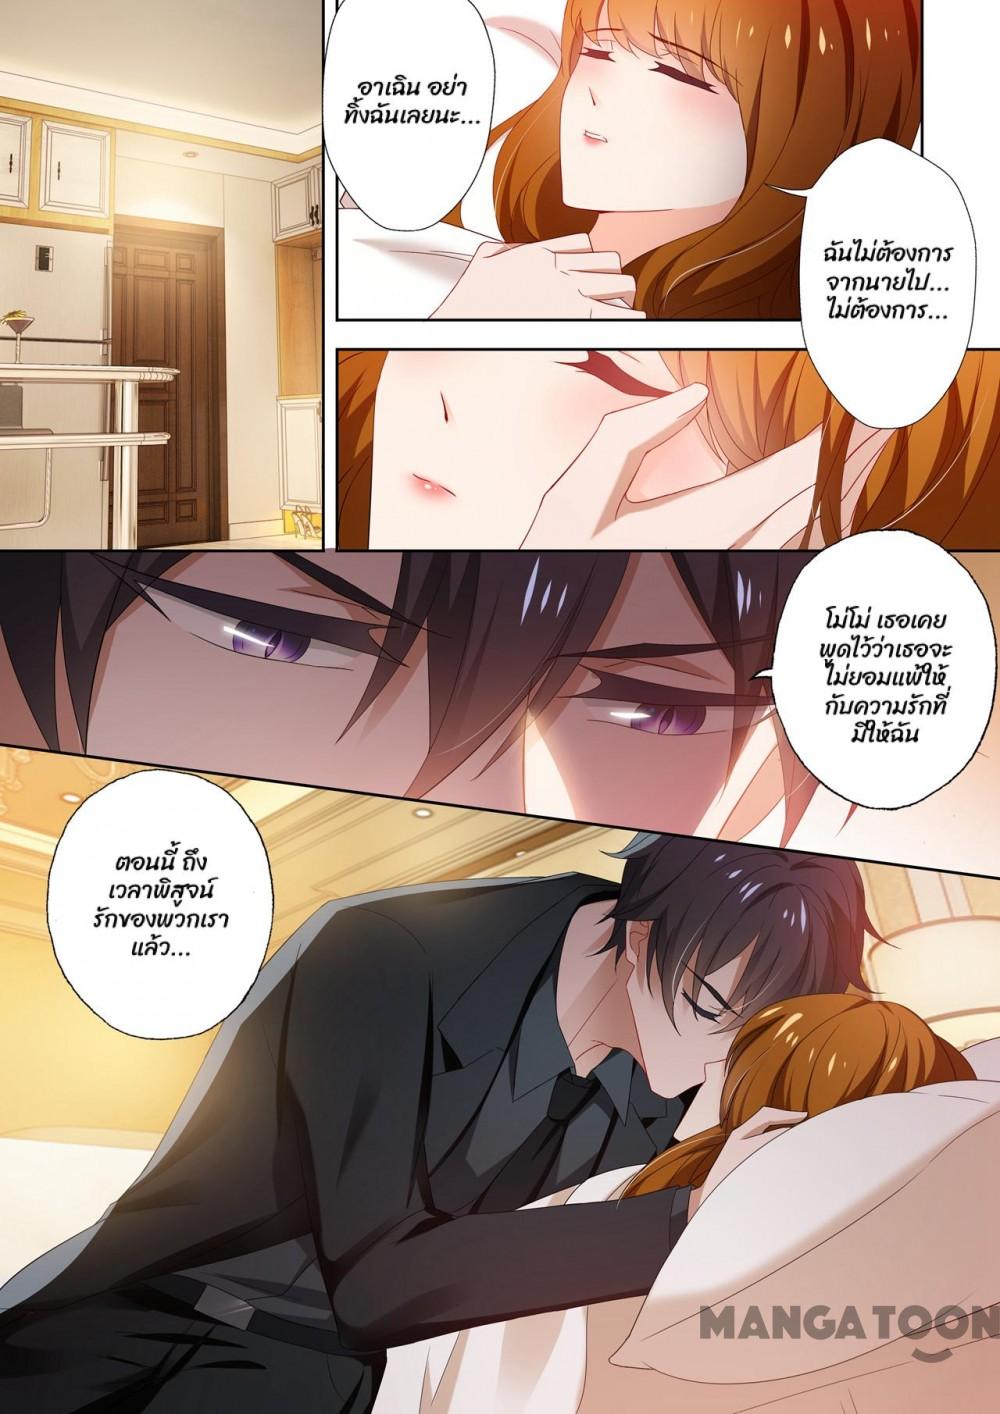 อาเฉิน อย่า
ทิ้งฉันเลยนะ...
ฉันไม่ต้องการ
จากนายไป...
ไม่ต้องการ...
โม่โม่ เธอเคย
พูดไว้ว่าเธอจะ
ไม่ยอมแพ้ให้
กับความรักที่
มีให้ฉัน
ตอนนี้ ถึง
เวลาพิสูจน์
รักของพวกเรา
แล้ว...
MANGATOON